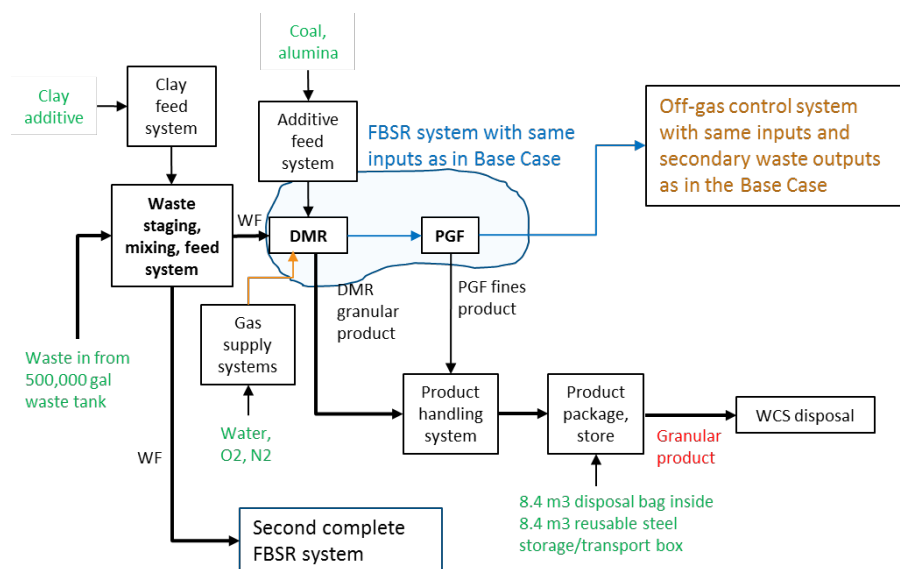 Coal,
alumina
Clay
additive
Clay
feed
system
Additive
feed
system
FBSR system with same
inputs as in Base Case
Off-gas control system
with same inputs and
secondary waste outputs
as in the Base Case
Waste
staging,
mixing, feed
system
WF
DMR
PGF
DMR
granular
product
PGF fines
product
Gas
supply
systems
Waste in from
500,000 gal
waste tank
Water,
O2, N2
Product
handling
system
Product
package,
store
Granular
product
WCS disposal
WF
Second complete
FBSR system
8.4 m3 disposal bag inside
8.4 m3 reusable steel
storage/transport box